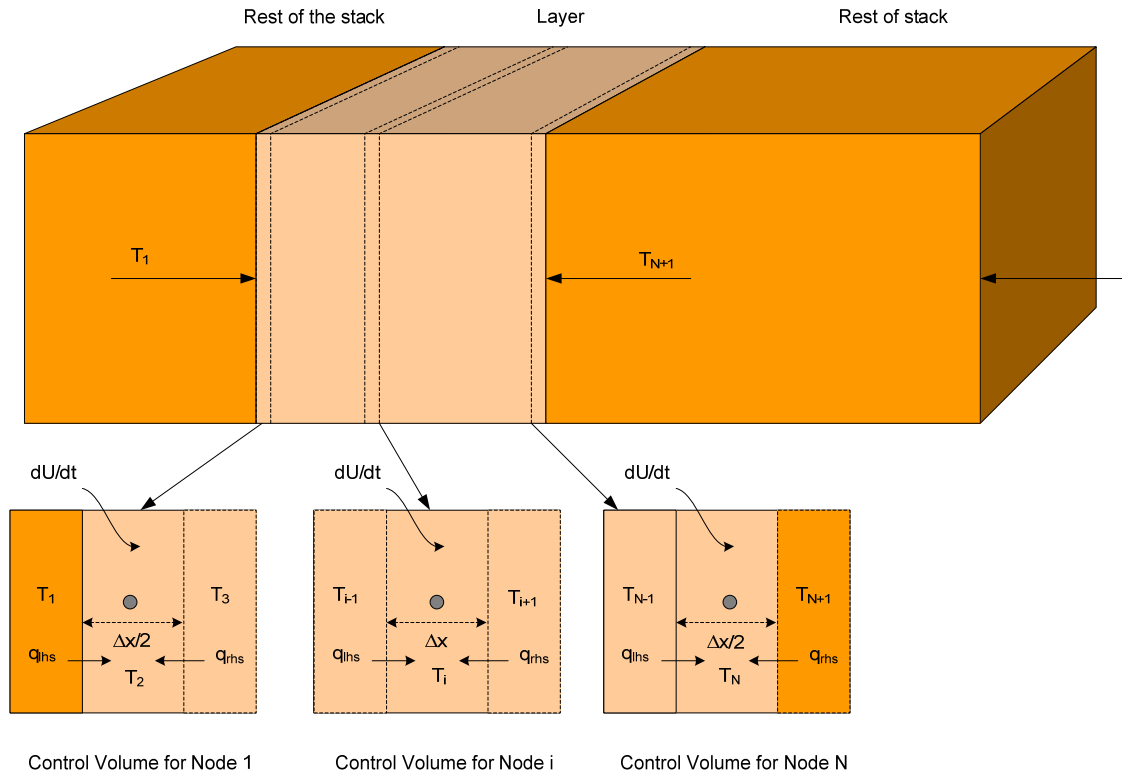 Rest of the stack
Layer
Rest of stack
T1
TN+1
dU/dt
dU/dt
dU/dt
T1
T3
Δx/2
qlhs
qrhs
T2
Ti-1
Ti+1
Δx
qlhs
qrhs
Ti
TN-1
TN+1
Δx/2
qlhs
qrhs
TN
Control Volume for Node 1
Control Volume for Node i
Control Volume for Node N